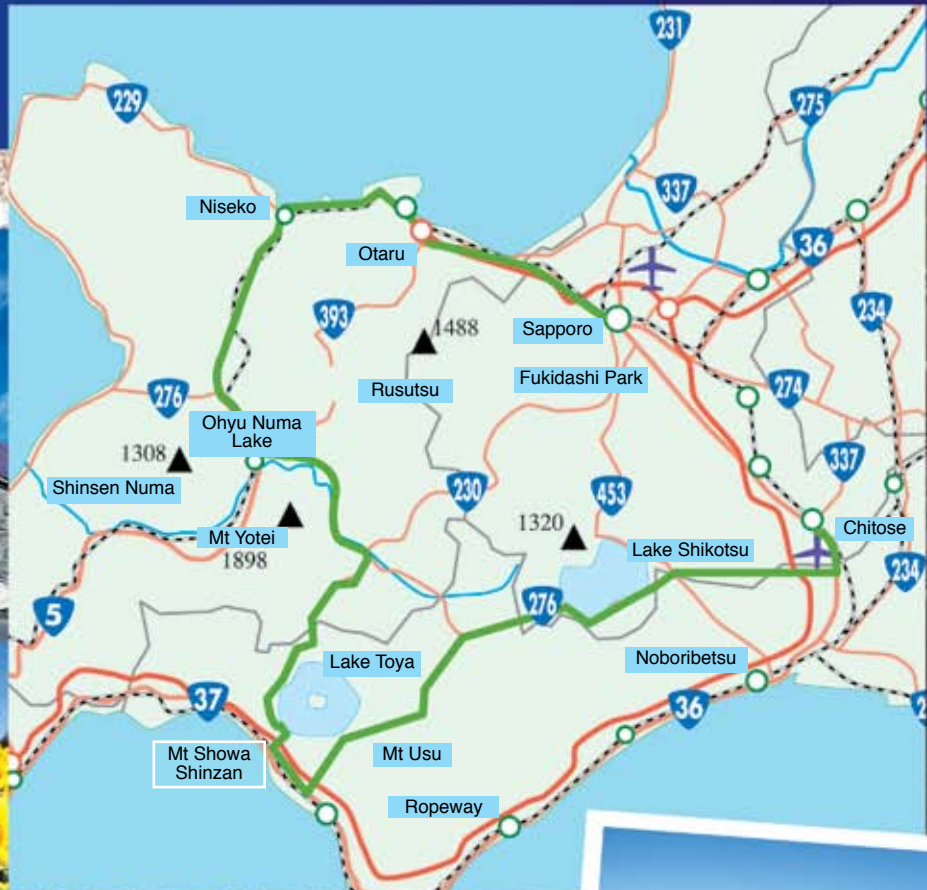 231
229
275
337
Niseko
36
Otaru
393
234
Sapporo
1488
Rusutsu
Fukidashi Park
274
276
Ohyu Numa
Lake
1308
337
Shinsen Numa
230
453
Mt Yotei
1898
1320
Chitose
Lake Shikotsu
234
276
5
Lake Toya
Noboribetsu
37
36
Mt Showa
Shinzan
Mt Usu
Ropeway